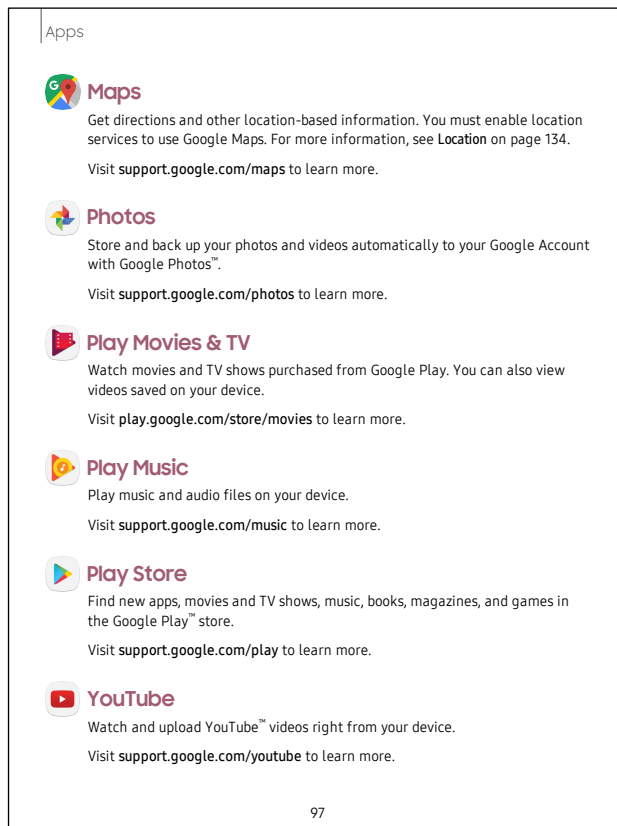 Apps
Maps
Get directions and other location-based information. You must enable location
services to use Google Maps. For more information, see Location on page 134.
Visit support.google.com/maps to learn more.
Photos
Store and back up your photos and videos automatically to your Google Account
with Google Photos™.
Visit support.google.com/photos to learn more.
Play Movies & TV
Watch movies and TV shows purchased from Google Play. You can also view
videos saved on your device.
Visit play.google.com/store/movies to learn more.
Play Music
Play music and audio files on your device.
Visit support.google.com/music to learn more.
Play Store
Find new apps, movies and TV shows, music, books, magazines, and games in
the Google Play™ store.
Visit support.google.com/play to learn more.
YouTube
Watch and upload YouTube™ videos right from your device.
Visit support.google.com/youtube to learn more.
97